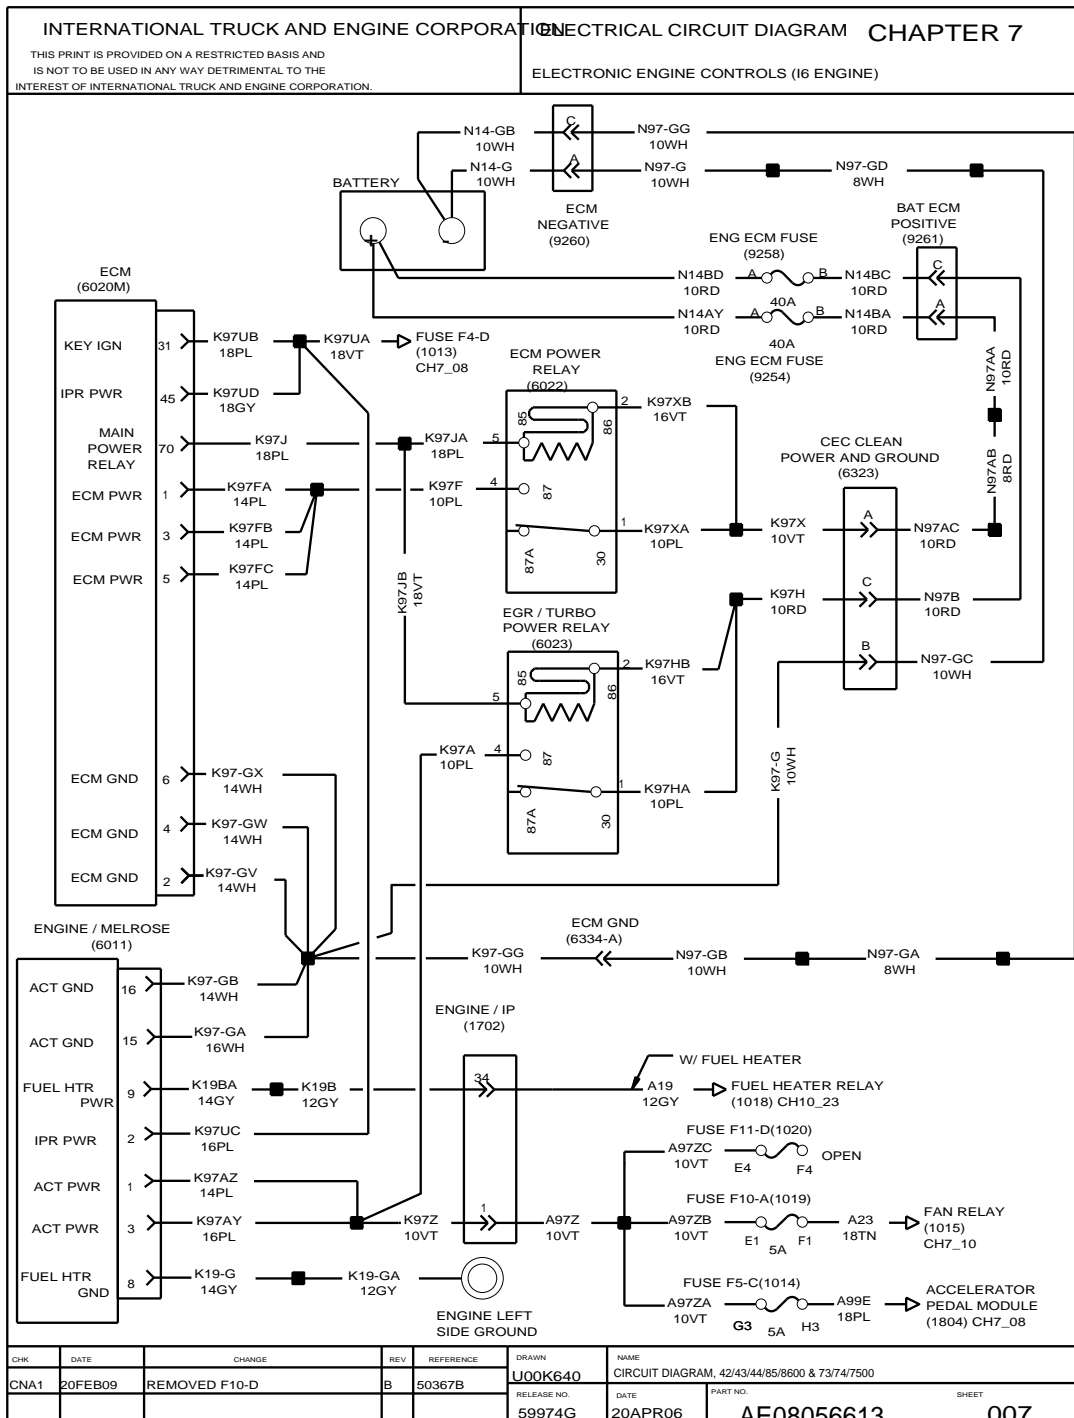 INTERNATIONAL TRUCK AND ENGINE CORPORATION
ELECTRICAL CIRCUIT DIAGRAM
CHAPTER 7
THIS PRINT IS PROVIDED ON A RESTRICTED BASIS AND
IS NOT TO BE USED IN ANY WAY DETRIMENTAL TO THE
INTEREST OF INTERNATIONAL TRUCK AND ENGINE CORPORATION.
ELECTRONIC ENGINE CONTROLS (I6 ENGINE)
N14-GB
10WH
C
N97-GG
10WH
N14-G
10WH
A
N97-G
10WH
N97-GD
8WH
BATTERY
+
-
ECM
NEGATIVE
(9260)
BAT ECM
POSITIVE
(9261)
ENG ECM FUSE
(9258)
N14BD
10RD
A
B
40A
N14BC
10RD
C
N14AY
10RD
A
B
40A
N14BA
10RD
A
ENG ECM FUSE
(9254)
N97AA
10RD
N97AB
8RD
ECM
(6020M)
KEY IGN
31
K97UB
18PL
K97UA
18VT
FUSE F4-D
(1013)
CH7_08
IPR PWR
45
K97UD
18GY
MAIN
POWER
RELAY
70
K97J
18PL
K97JA
18PL
ECM PWR
1
K97FA
14PL
K97F
10PL
ECM PWR
3
K97FB
14PL
ECM PWR
5
K97FC
14PL
K97JB
18VT
ECM POWER
RELAY
(6022)
85
86
2
5
4
87
1
87A
30
K97XB
16VT
K97XA
10PL
K97X
10VT
CEC CLEAN
POWER AND GROUND
(6323)
A
N97AC
10RD
K97H
10RD
C
N97B
10RD
B
N97-GC
10WH
EGR / TURBO
POWER RELAY
(6023)
85
86
2
5
4
87
1
87A
30
K97HB
16VT
K97A
10PL
K97HA
10PL
K97-G
10WH
ECM GND
6
K97-GX
14WH
ECM GND
4
K97-GW
14WH
ECM GND
2
K97-GV
14WH
ENGINE / MELROSE
(6011)
K97-GG
10WH
ECM GND
(6334-A)
N97-GB
10WH
N97-GA
8WH
ACT GND
16
K97-GB
14WH
ACT GND
15
K97-GA
16WH
ENGINE / IP
(1702)
FUEL HTR
PWR
9
K19BA
14GY
K19B
12GY
34
W/ FUEL HEATER
A19
12GY
FUEL HEATER RELAY
(1018) CH10_23
IPR PWR
2
K97UC
16PL
FUSE F11-D(1020)
A97ZC
10VT
E4
F4
OPEN
ACT PWR
1
K97AZ
14PL
ACT PWR
3
K97AY
16PL
K97Z
10VT
1
A97Z
10VT
FUSE F10-A(1019)
A97ZB
10VT
E1
5A
F1
A23
18TN
FAN RELAY
(1015)
CH7_10
FUEL HTR
GND
8
K19-G
14GY
K19-GA
12GY
ENGINE LEFT
SIDE GROUND
FUSE F5-C(1014)
A97ZA
10VT
G3
5A
H3
A99E
18PL
ACCELERATOR
PEDAL MODULE
(1804) CH7_08
CHK
DATE
CHANGE
REV
REFERENCE
DRAWN
NAME
CNA1
20FEB09
REMOVED F10-D
B
50367B
U00K640
CIRCUIT DIAGRAM, 42/43/44/85/8600 & 73/74/7500
RELEASE NO.
DATE
PART NO.
SHEET
59974G
20APR06
AE08056613
007